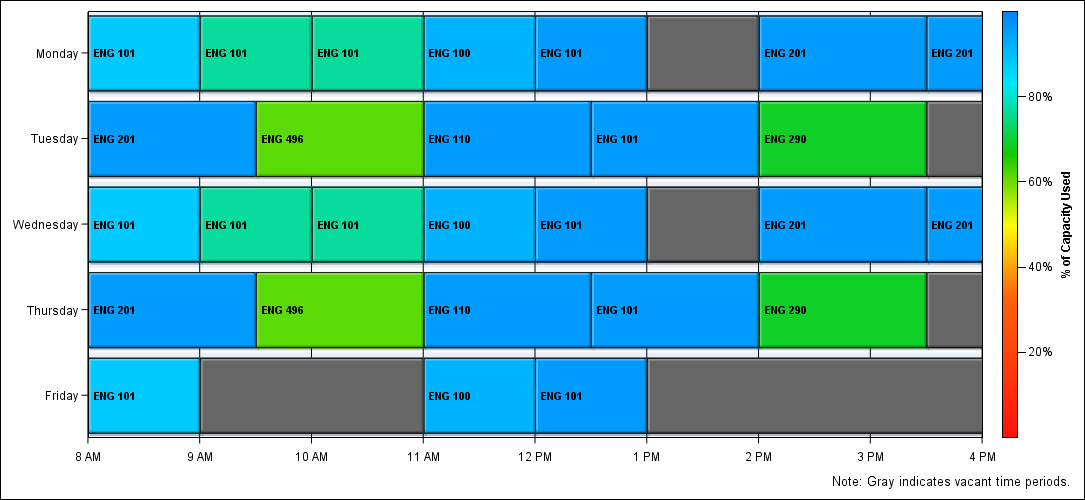 Monday
ENG 101
ENG 101
ENG 101
ENG 100
ENG 101
ENG 201
ENG 201
Tuesday
ENG 201
ENG 496
ENG 110
ENG 101
ENG 290
Wednesday
ENG 101
ENG 101
ENG 101
ENG 100
ENG 101
ENG 201
ENG 201
Thursday
ENG 201
ENG 496
ENG 110
ENG 101
ENG 290
Friday
ENG 101
ENG 100
ENG 101
8 AM
9 AM
10 AM
11 AM
12 PM
1 PM
2 PM
3 PM
4 PM
80%
60%
40%
20%
% of Capacity Used
Note: Gray indicates vacant time periods.